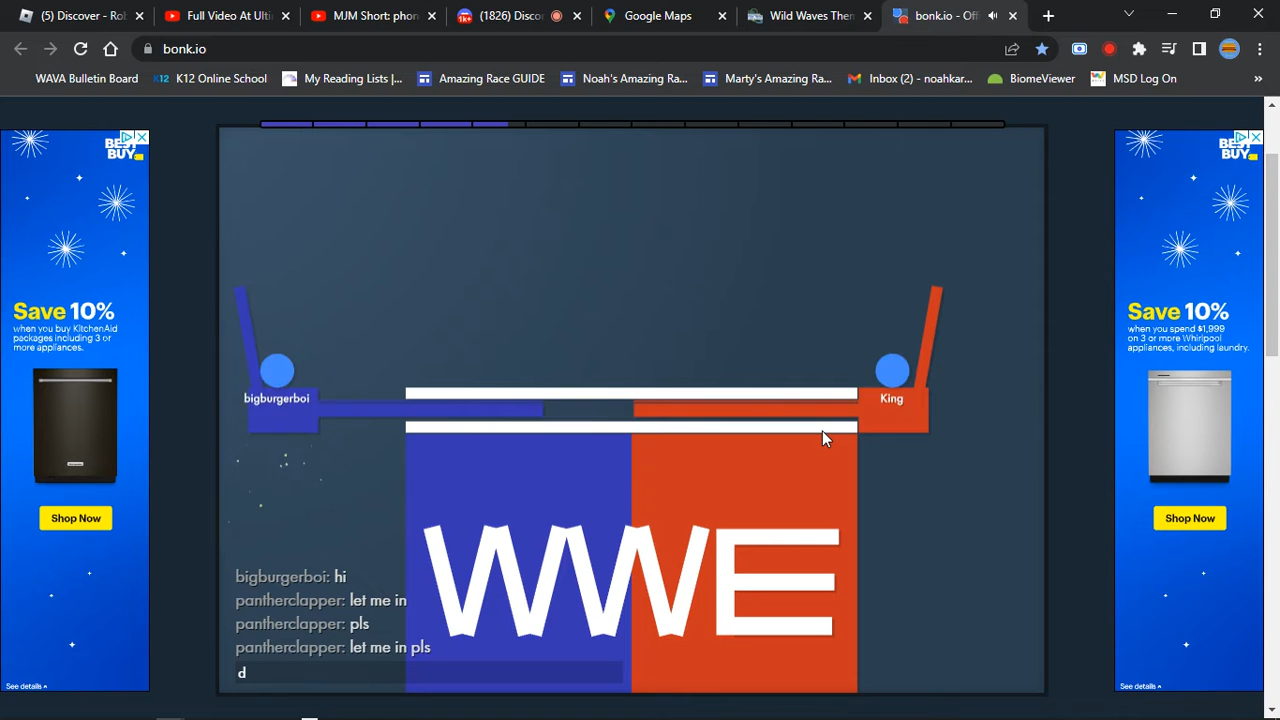 (5) Discover - Ro
Full Video At Ulti
MJM Short: phon
(1826) Disco
Google Maps
Wild Waves Ther
bonk.io - Offi
bonk.io
WAVA Bulletin Board
K12 Online School
My Reading Lists |...
Amazing Race GUIDE
Noah's Amazing Ra...
Marty's Amazing Ra...
Inbox (2) - noahkar...
BiomeViewer
MSD Log On
»
BEST
BUY
Save 10%
when you buy KitchenAid
packages including 3 or
more appliances.
Shop Now
See details ^
bigburgerboi
King
WWE
bigburgerboi: hi
pantherclapper: let me in
pantherclapper: pls
pantherclapper: let me in pls
d
BEST
BUY
Save 10%
when you spend $1,999
on 3 or more Whirlpool
appliances, including laundry.
Shop Now
See details ^